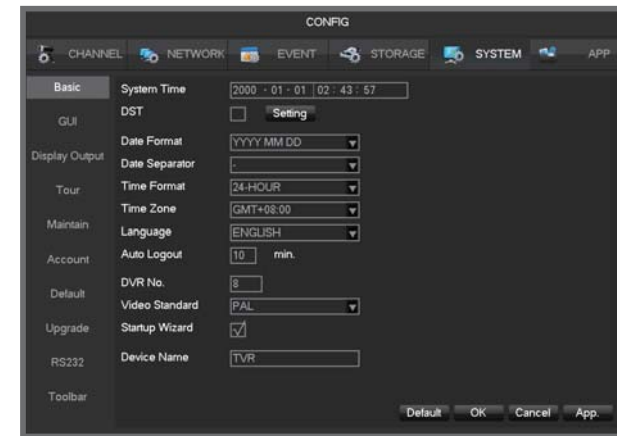 CONFIG
CHANNEL NETWORK EVENT STORAGE SYSTEM APP
Basic
GUI
Display Output
Tour
Maintain
Account
Default
Upgrade
RS232
Toolbar
System Time 2000 - 01 - 01 02 : 43 : 57
DST Setting
Date Format YYYY MM DD
Date Separator -
Time Format 24-HOUR
Time Zone GMT+08:00
Language ENGLISH
Auto Logout 10 min.
DVR No. 8
Video Standard PAL
Startup Wizard
Device Name TVR
Default OK Cancel App.